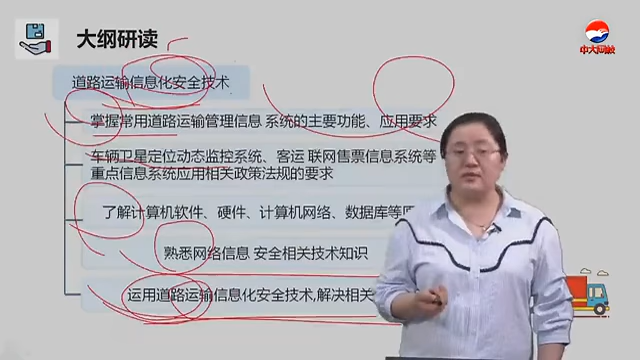 大纲研读
中大网校
道路运输信息化安全技术
掌握常用道路运输管理信息 系统的主要功能、应用要求
车辆卫星定位动态监控系统、客运 联网售票信息系统等
重点信息系统应用相关政策法规的要求
了解计算机软件、硬件、计算机网络、数据库等
熟悉网络信息 安全相关技术知识
运用道路运输信息化安全技术,解决相关